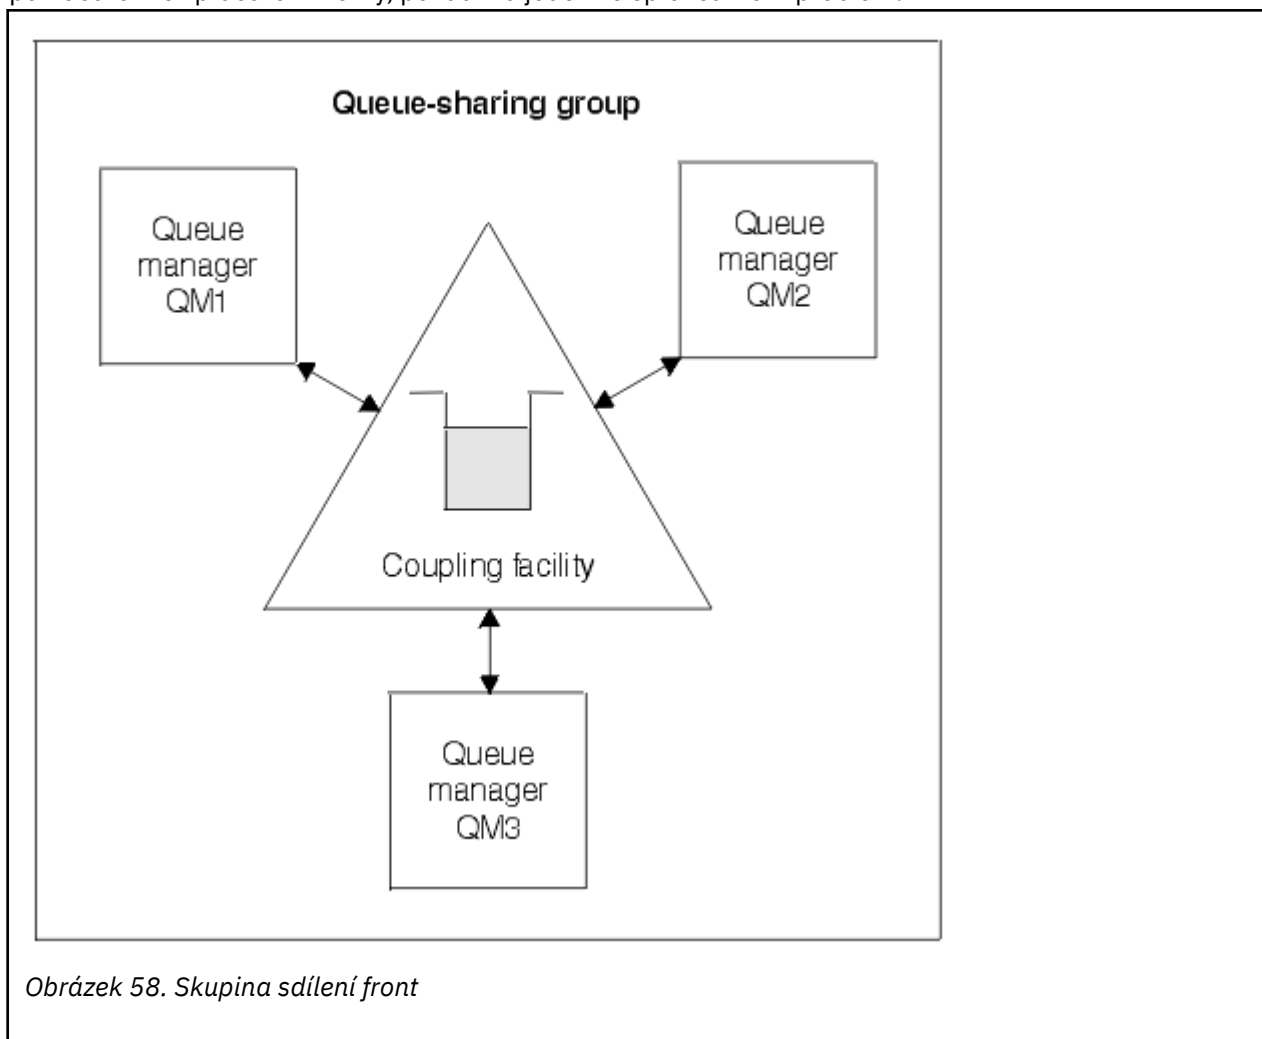 Queue-sharing group
Queue
manager
QM1
Queue
manager
QM2
Coupling facility
Queue
manager
QM3
Obrázek 58. Skupina sdílení front